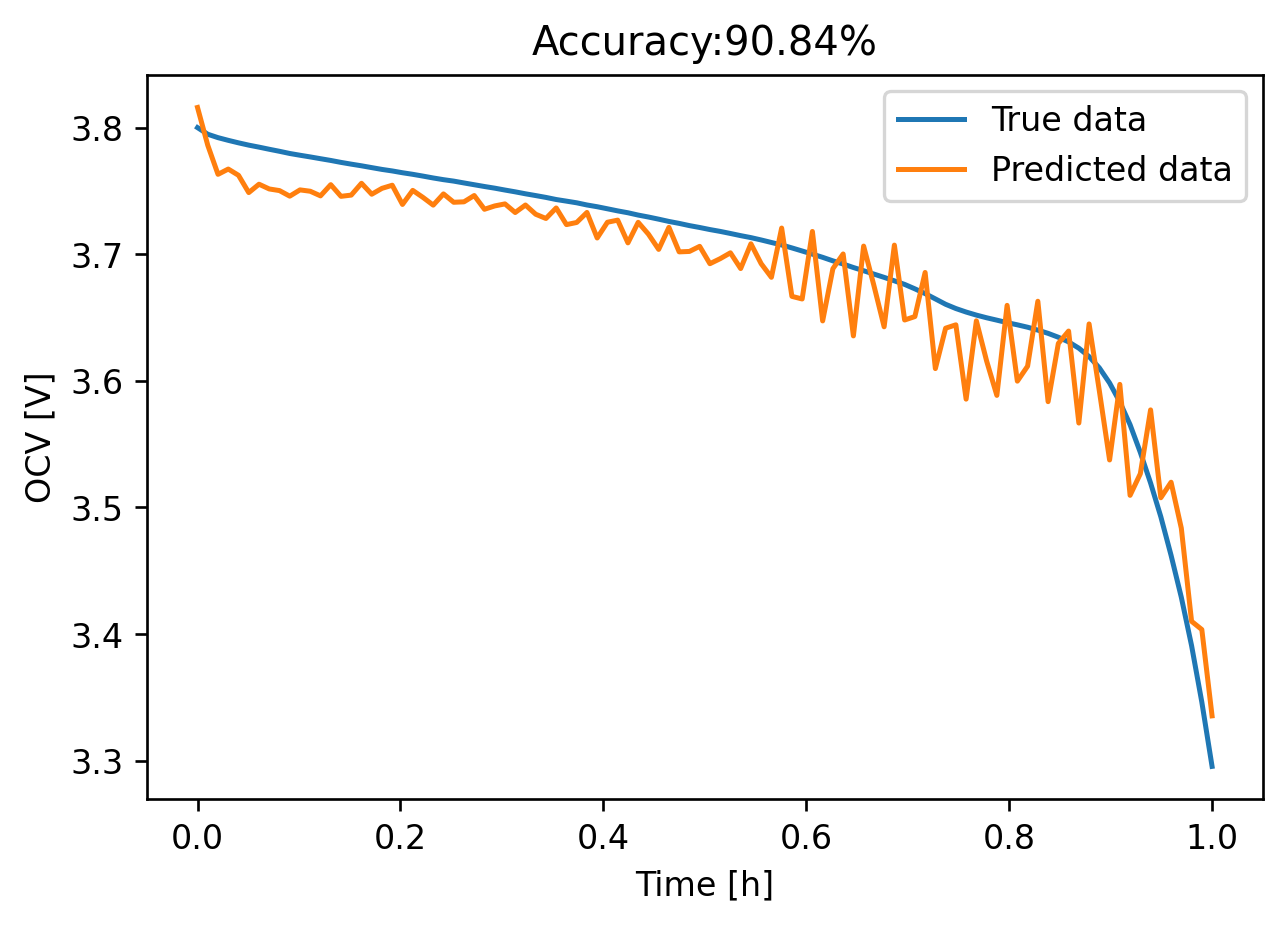 Accuracy:90.84%
True data
Predicted data
OCV [V]
3.8
3.7
3.6
3.5
3.4
3.3
0.0 0.2 0.4 0.6 0.8 1.0
Time [h]